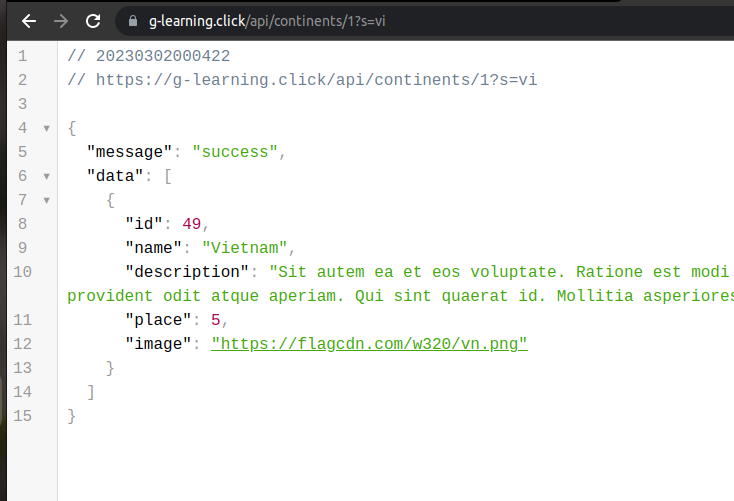 g-learning.click/api/continents/1?s=vi
1 // 20230302000422
2 // https://g-learning.click/api/continents/1?s=vi
3
4 {
5 "message": "success",
6 "data": [
7 {
8 "id": 49,
9 "name": "Vietnam",
10 "description": "Sit autem ea et eos voluptate. Ratione est modi
provident odit atque aperiam. Qui sint quaerat id. Mollitia asperiores
11 "place": 5,
12 "image": "https://flagcdn.com/w320/vn.png"
13 }
14 ]
15 }